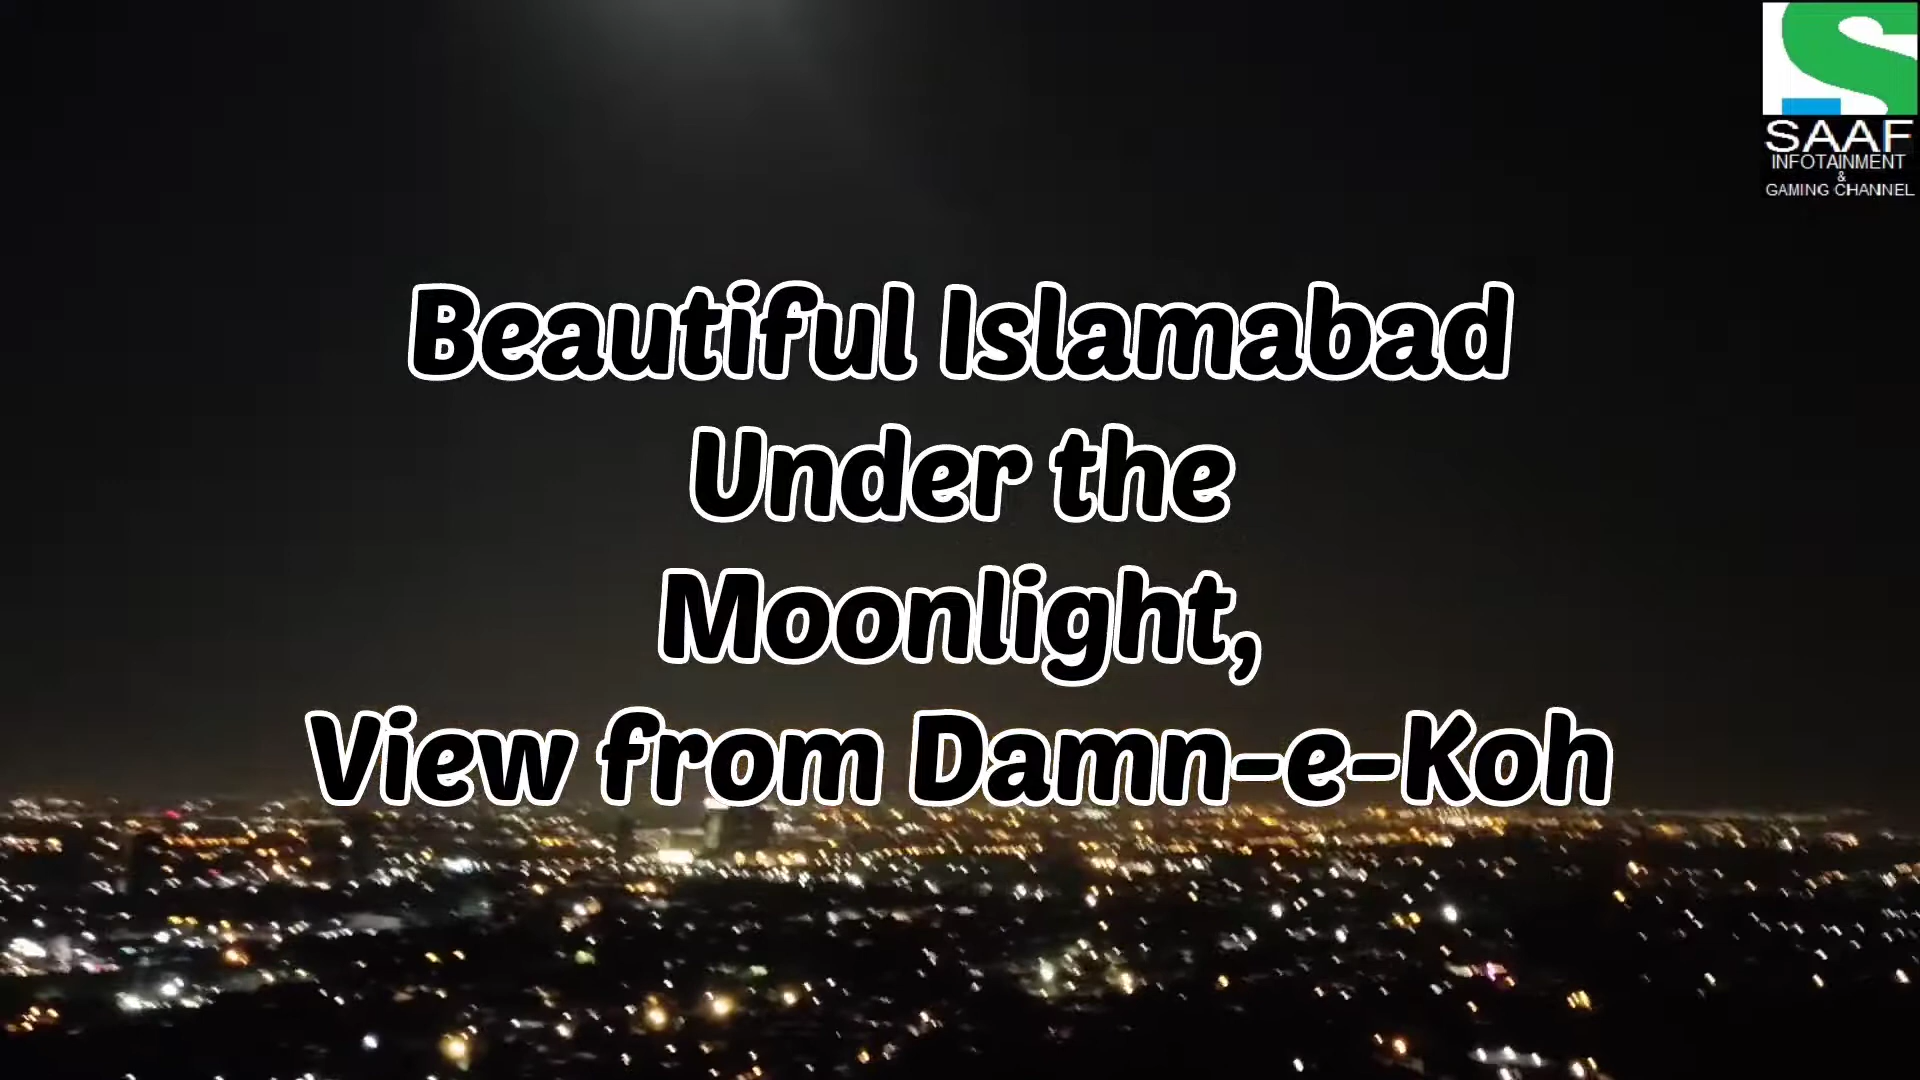 SAAF
INFOTAINMENT
&
GAMING CHANNEL
Beautiful Islamabad
Under the
Moonlight,
View from Damn-e-Koh